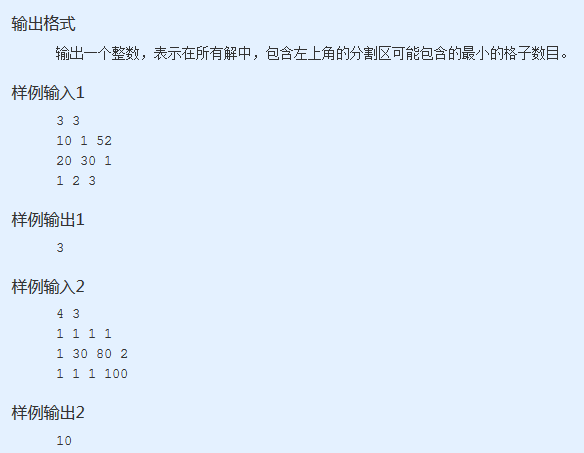 输出格式
输出一个整数，表示在所有解中，包含左上角的分割区可能包含的最小的格子数目。
样例输入1
3 3
10 1 52
20 30 1
1 2 3
样例输出1
3
样例输入2
4 3
1 1 1 1
1 30 80 2
1 1 1 100
样例输出2
10